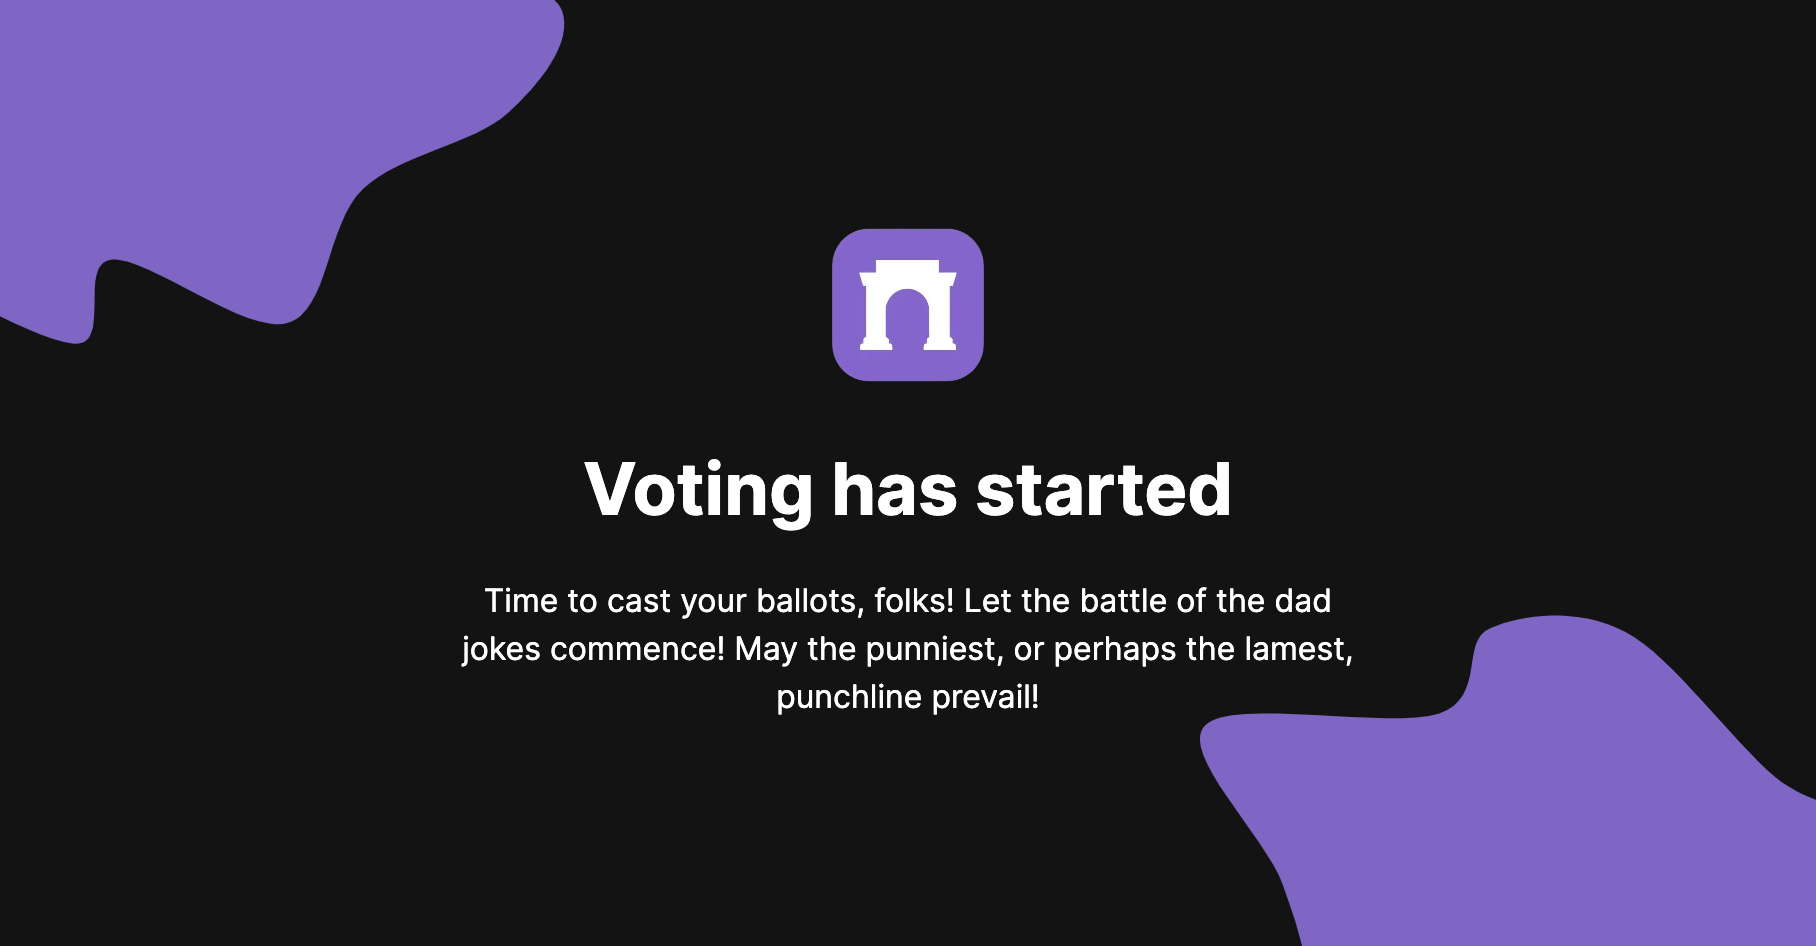 Voting has started
Time to cast your ballots, folks! Let the battle of the dad
jokes commence! May the punniest, or perhaps the lamest,
punchline prevail!